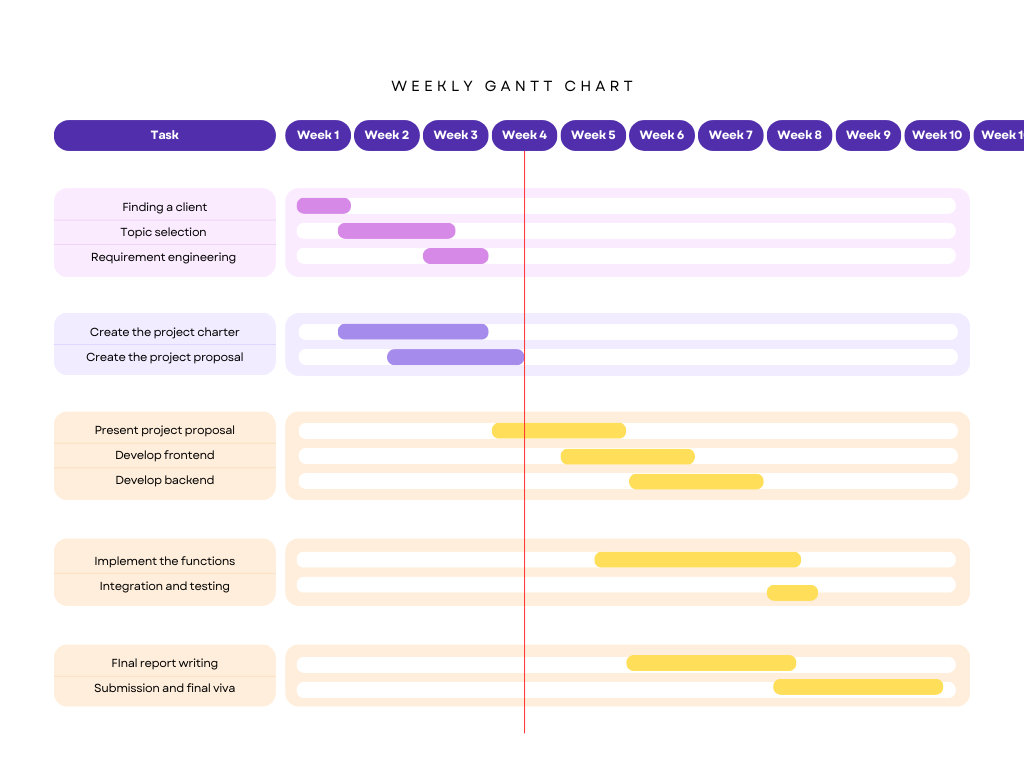 WEEKLY GANTT CHART
Task Week 1 Week 2 Week 3 Week 4 Week 5 Week 6 Week 7 Week 8 Week 9 Week 10 Week
Finding a client
Topic selection
Requirement engineering
Create the project charter
Create the project proposal
Present project proposal
Develop frontend
Develop backend
Implement the functions
Integration and testing
FInal report writing
Submission and final viva